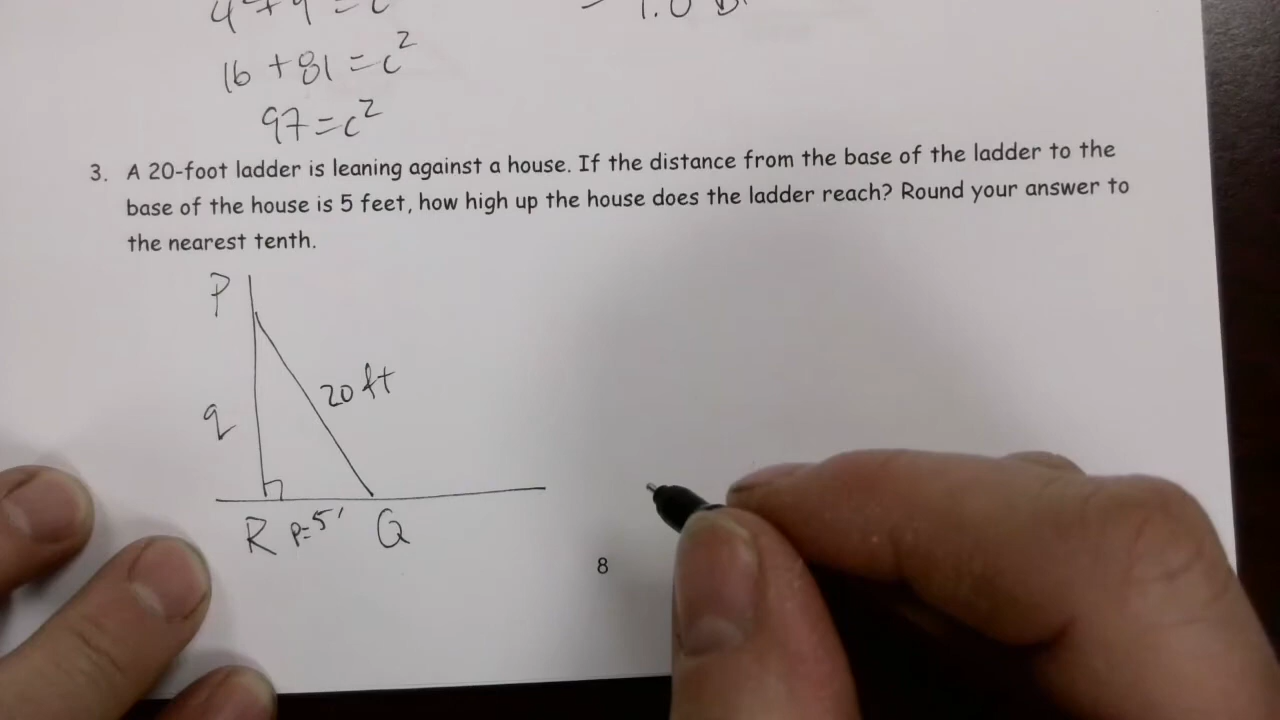 16 + 81 = c²
97 = c²
3. A 20-foot ladder is leaning against a house. If the distance from the base of the ladder to the
base of the house is 5 feet, how high up the house does the ladder reach? Round your answer to
the nearest tenth.
P
20 ft
q
R p=5' Q
8